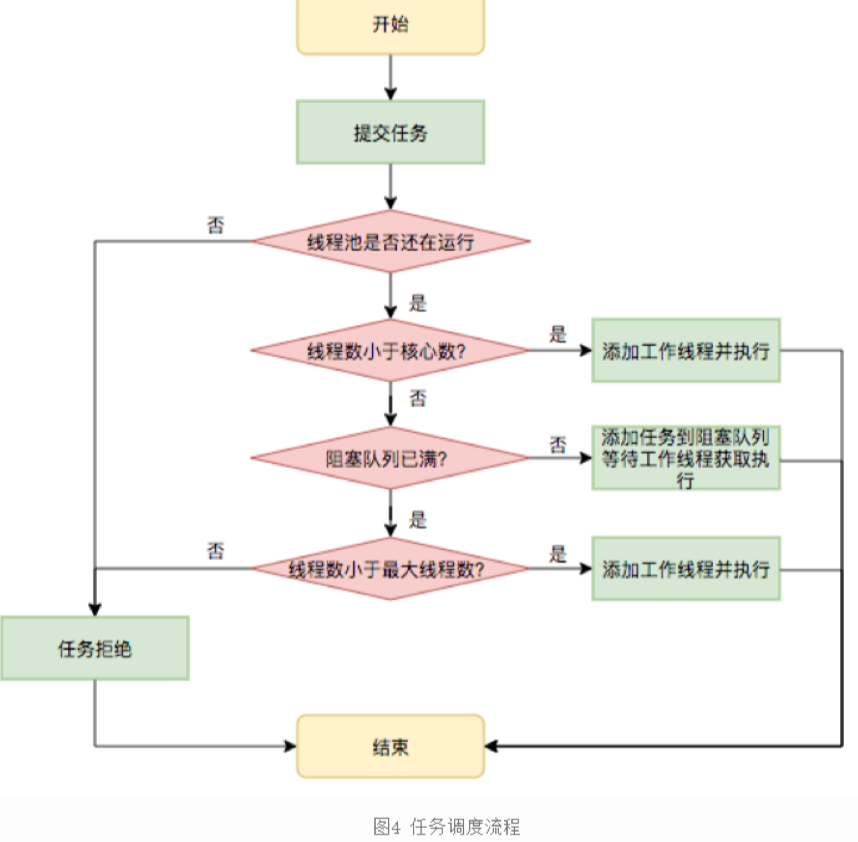 开始
提交任务
否
线程池是否还在运行
是
线程数小于核心数?
是
添加工作线程并执行
否
阻塞队列已满?
否
添加任务到阻塞队列
等待工作线程获取执
行
是
否
线程数小于最大线程数?
是
添加工作线程并执行
任务拒绝
结束
图4 任务调度流程